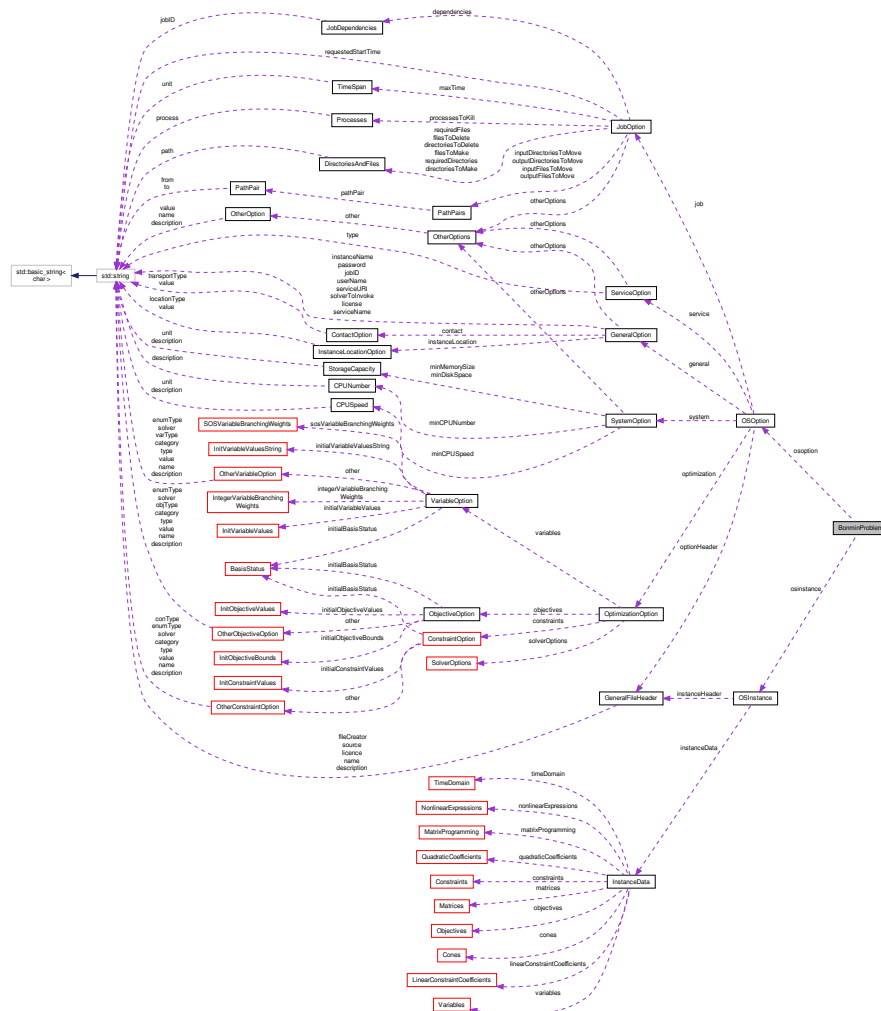 dependencies
jobID
JobDependencies
requestedStartTime
unit
TimeSpan
maxTime
process
Processes
processesToKill
JobOption
requiredFiles
filesToDelete
directoriesToDelete
filesToMake
requiredDirectories
directoriesToMake
path
DirectoriesAndFiles
inputDirectoriesToMove
outputDirectoriesToMove
inputFilesToMove
outputFilesToMove
from
to
PathPair
pathPair
PathPairs
otherOptions
job
value
name
description
OtherOption
other
OtherOptions
otherOptions
type
otherOptions
std::basic_string<
char >
std::string
transportType
value
instanceName
password
jobID
userName
serviceURI
solverToInvoke
license
serviceName
otherOptions
ServiceOption
service
locationType
value
ContactOption
contact
GeneralOption
InstanceLocationOption
instanceLocation
general
unit
description
StorageCapacity
minMemorySize
minDiskSpace
description
CPUNumber
unit
description
CPUSpeed
minCPUNumber
SystemOption
system
OSOption
enumType
solver
varType
category
type
value
name
description
SOSVariableBranchingWeights
sosVariableBranchingWeights
osoption
InitVariableValuesString
initialVariableValuesString
minCPUSpeed
optimization
OtherVariableOption
other
IntegerVariableBranching
Weights
integerVariableBranching
Weights
VariableOption
enumType
solver
objType
category
type
value
name
description
InitVariableValues
initialVariableValues
BonminProblem
initialBasisStatus
variables
optionHeader
BasisStatus
initialBasisStatus
osinstance
initialBasisStatus
InitObjectiveValues
initialObjectiveValues
ObjectiveOption
objectives
OptimizationOption
other
constraints
OtherObjectiveOption
initialObjectiveBounds
ConstraintOption
solverOptions
conType
enumType
solver
category
type
value
name
description
InitObjectiveBounds
SolverOptions
initialConstraintValues
InitConstraintValues
other
OtherConstraintOption
GeneralFileHeader
instanceHeader
OSInstance
fileCreator
source
licence
name
description
instanceData
timeDomain
TimeDomain
NonlinearExpressions
nonlinearExpressions
MatrixProgramming
matrixProgramming
QuadraticCoefficients
quadraticCoefficients
Constraints
constraints
InstanceData
matrices
Matrices
objectives
Objectives
cones
Cones
linearConstraintCoefficients
LinearConstraintCoefficients
variables
Variables